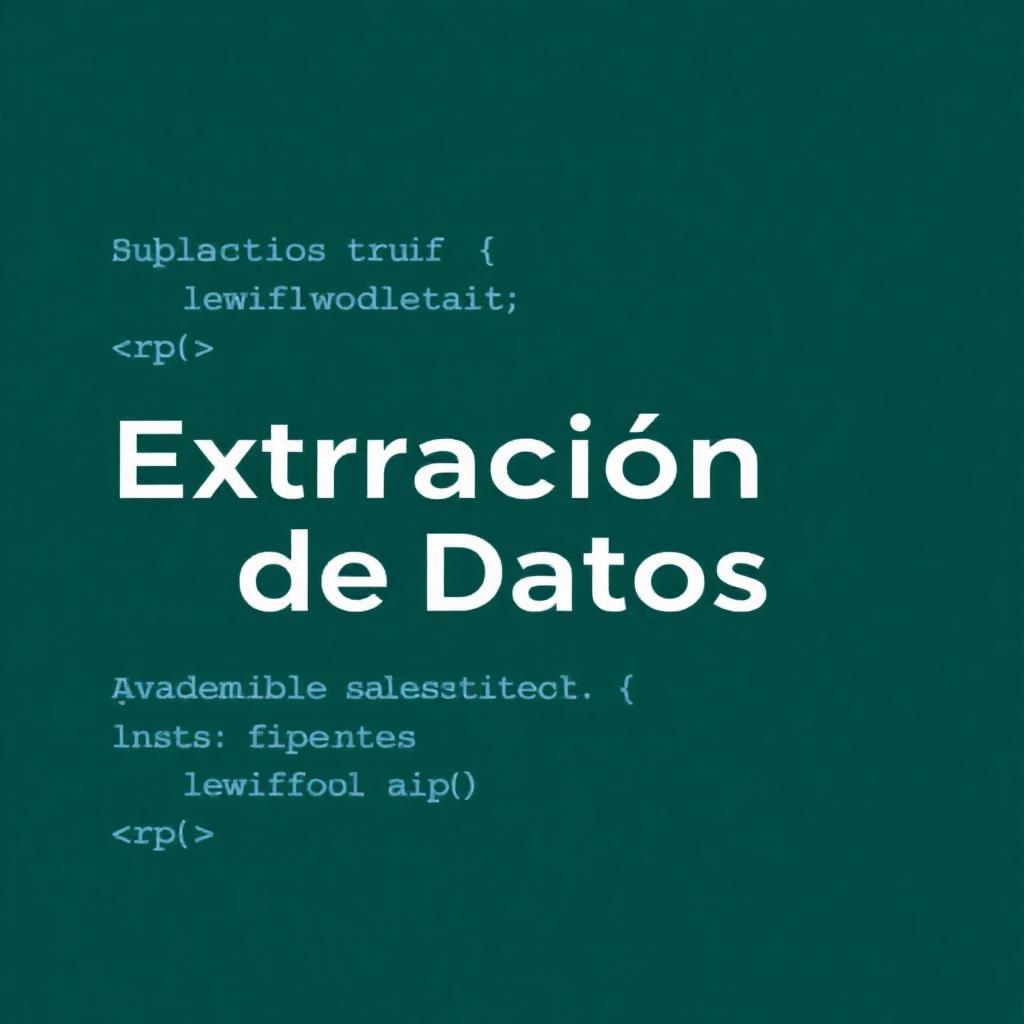 Suplactios truif {
lewiflwodletait;
<rp(>
Extrración
de Datos
Avademible salesstitect. {
lnsts: fipentes
lewiffool aip()
<rp(>